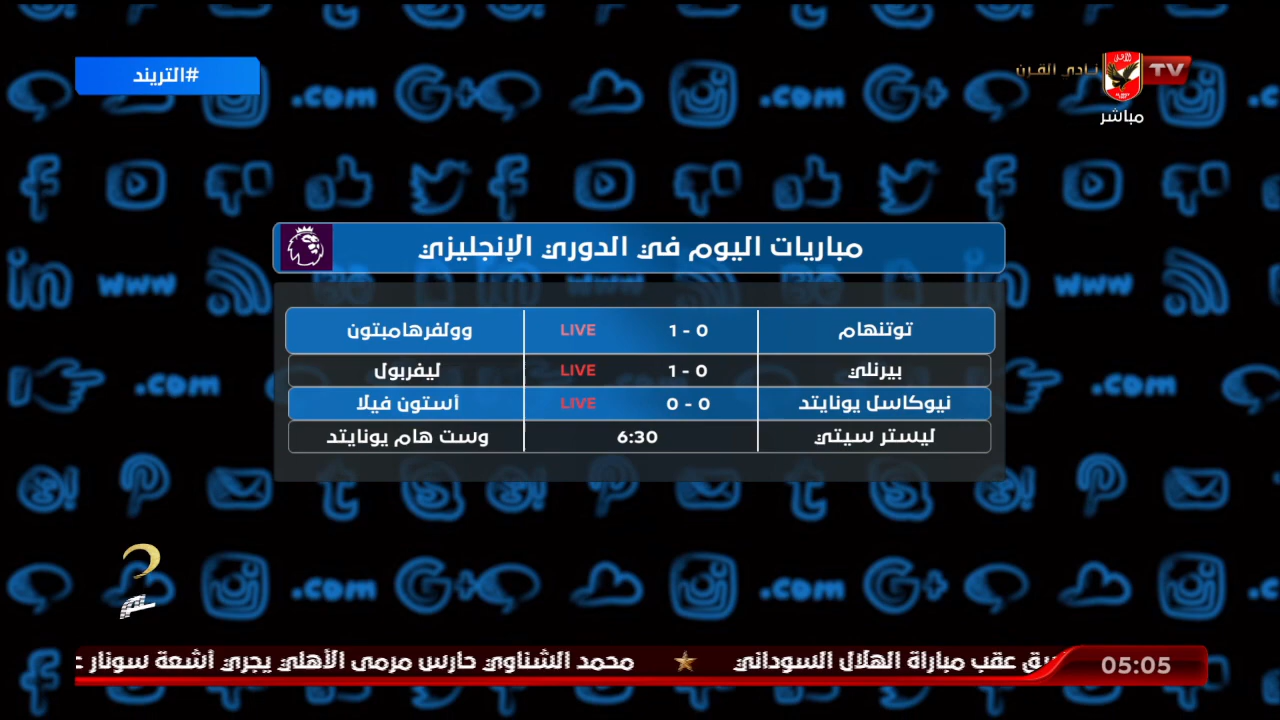 #التريند
نادي القرن
TV
مباشر
مباريات اليوم في الدوري الإنجليزي
توتنهام 0 - 1 LIVE وولفرهامبتون
بيرنلي 0 - 1 LIVE ليفربول
نيوكاسل يونايتد 0 - 0 LIVE أستون فيلا
ليستر سيتي 6:30 وست هام يونايتد
05:05
عقب مباراة الهلال السوداني
محمد الشناوي حارس مرمى الأهلي يجري أشعة سونار